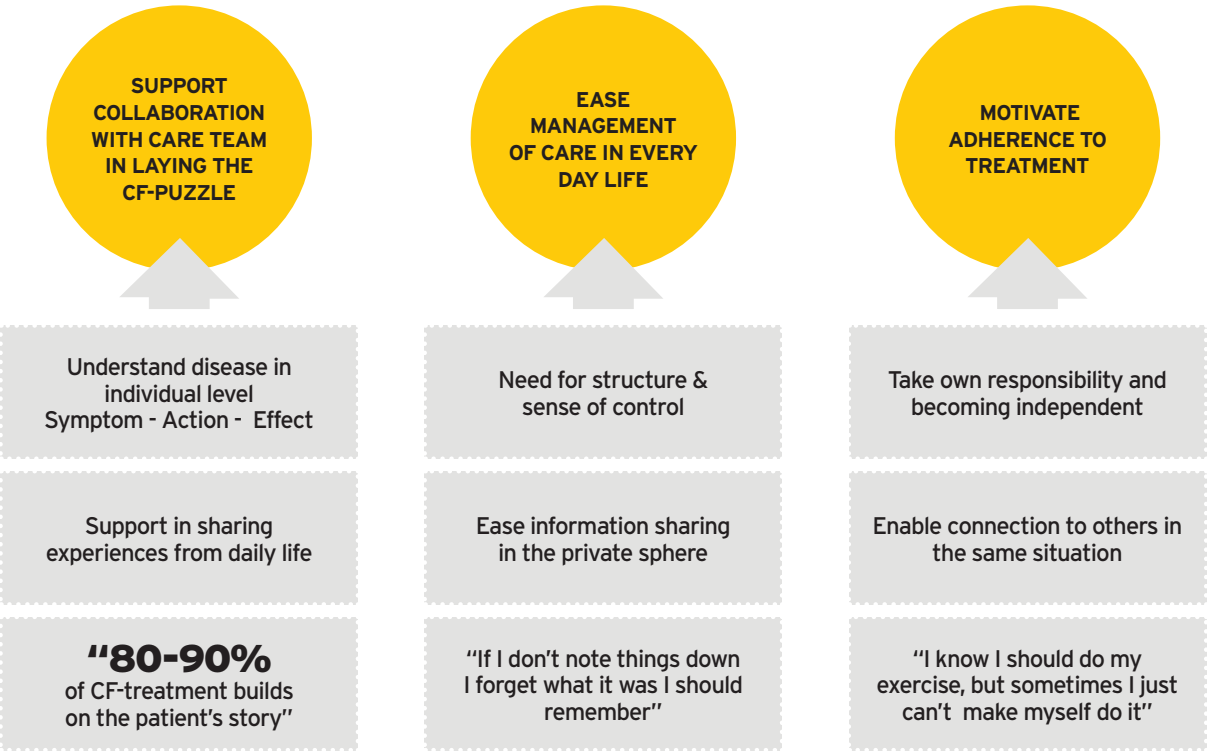 SUPPORT
COLLABORATION
WITH CARE TEAM
IN LAYING THE
CF-PUZZLE
Understand disease in
individual level
Symptom - Action -  Effect
Support in sharing
experiences from daily life
“80-90%
of CF-treatment builds
on the patient’s story”
EASE
MANAGEMENT
OF CARE IN EVERY
DAY LIFE
Need for structure &
sense of control
Ease information sharing
in the private sphere
“If I don’t note things down
I forget what it was I should
remember”
MOTIVATE
ADHERENCE TO
TREATMENT
Take own responsibility and
becoming independent
Enable connection to others in
the same situation
“I know I should do my
exercise, but sometimes I just
can’t  make myself do it”